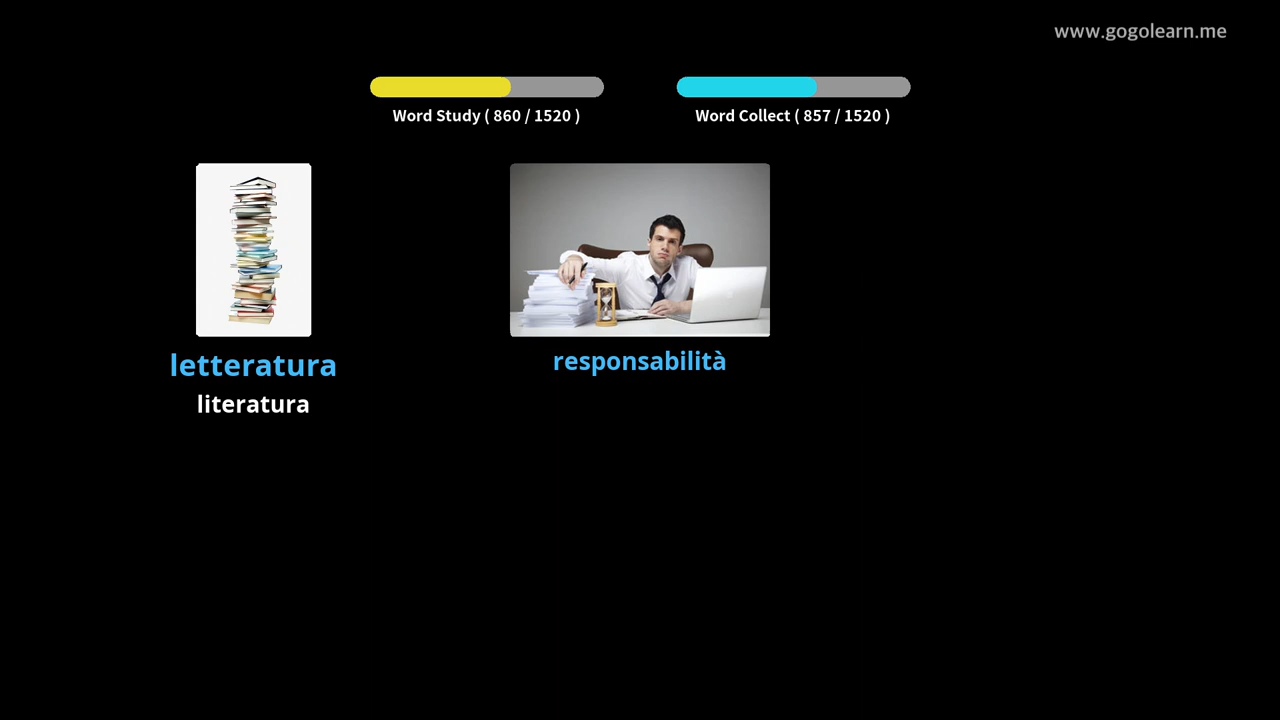 www.gogolearn.me
Word Study ( 860 / 1520 )
Word Collect ( 857 / 1520 )
letteratura
literatura
responsabilità